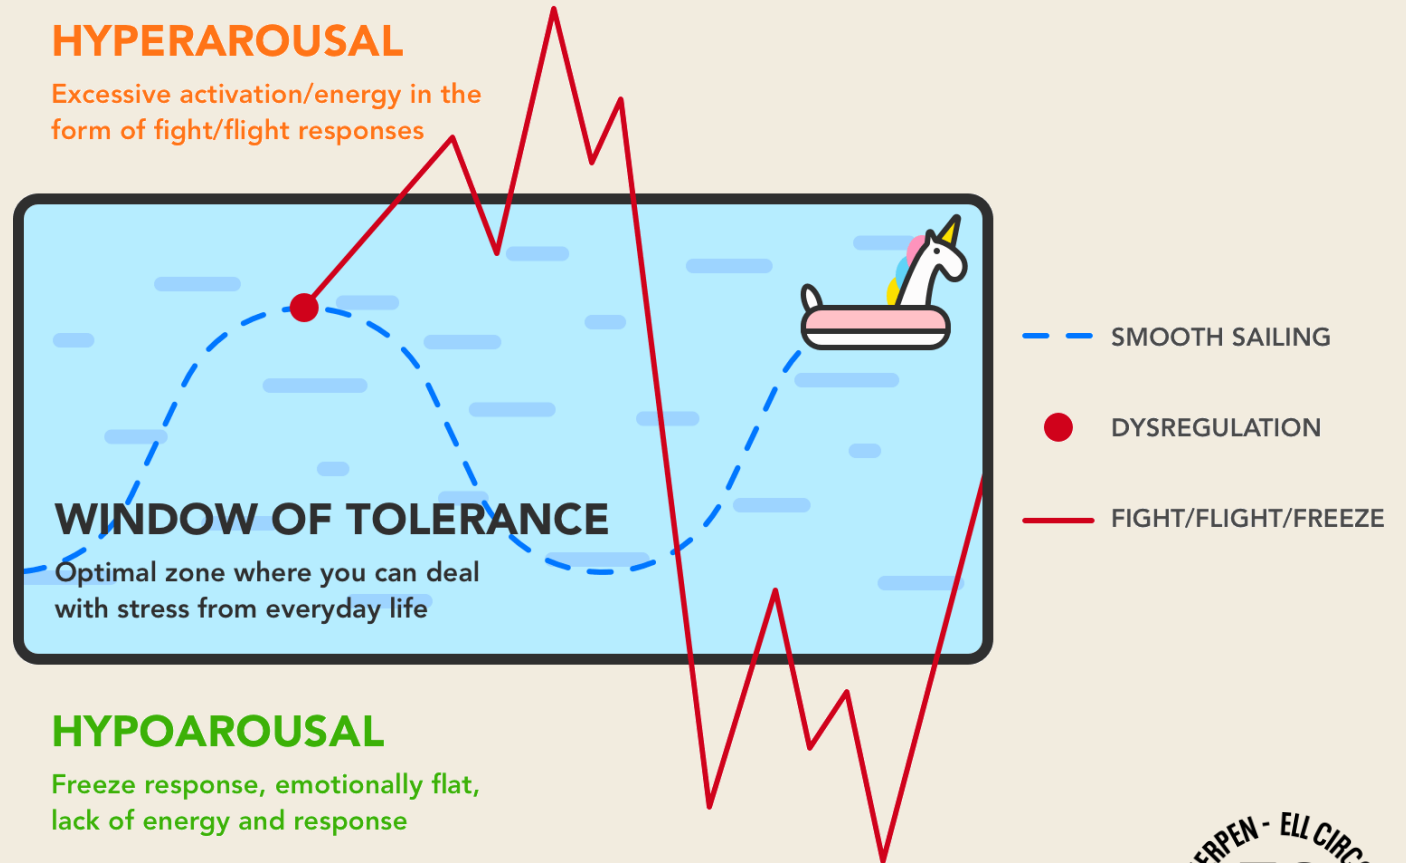 HYPERAROUSAL
Excessive activation/energy in the
form of fight/flight responses
WINDOW OF TOLERANCE
Optimal zone where you can deal
with stress from everyday life
SMOOTH SAILING
DYSREGULATION
FIGHT/FLIGHT/FREEZE
HYPOAROUSAL
Freeze response, emotionally flat,
lack of energy and response
- ELL